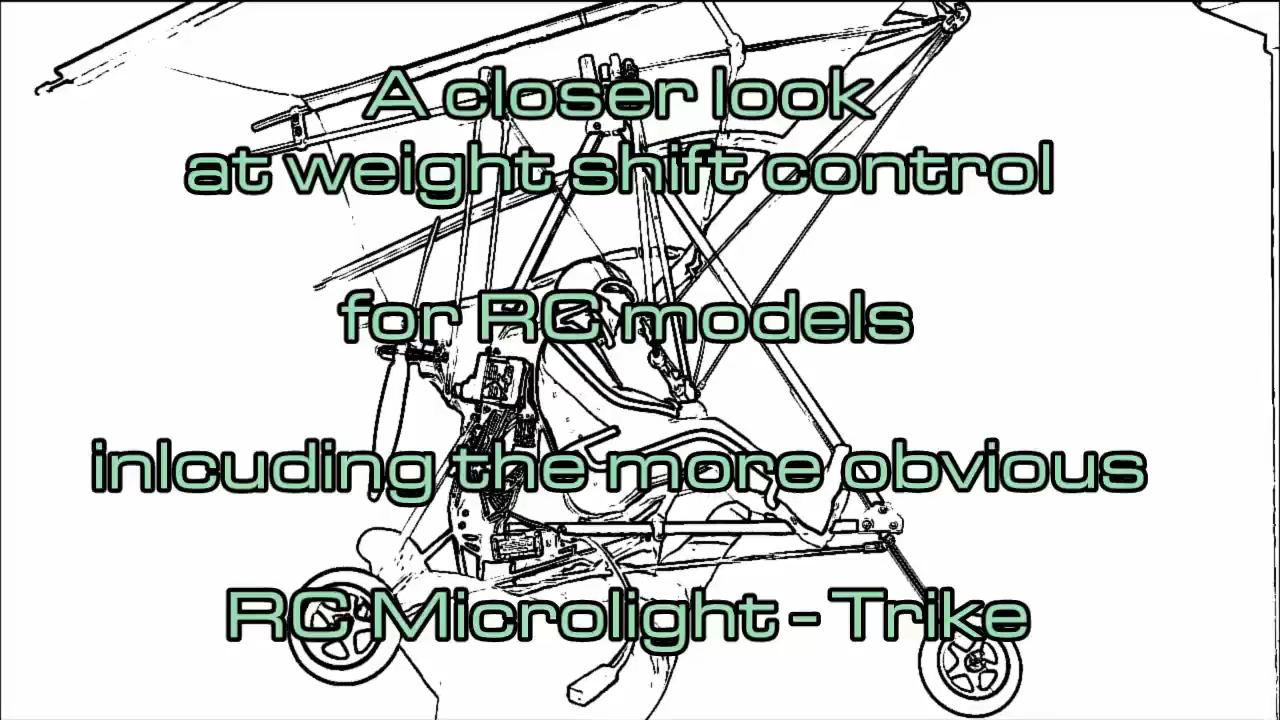 A closer look
at weight shift control
for RC models
inlcuding the more obvious
RC Microlight - Trike